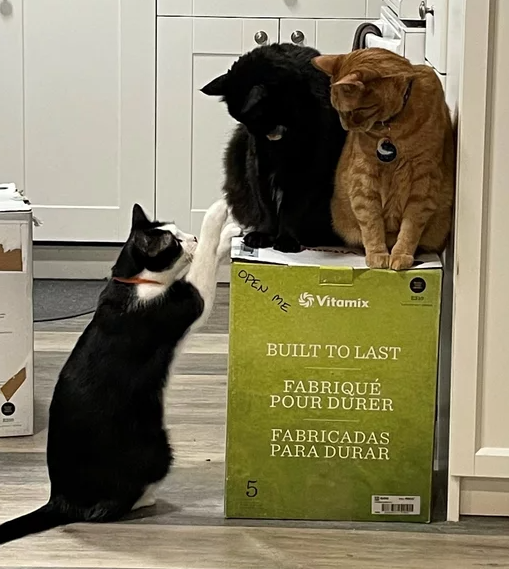 OPEN ME
Vitamix
BUILT TO LAST
FABRIQUÉ
POUR DURER
FABRICADAS
PARA DURAR
5